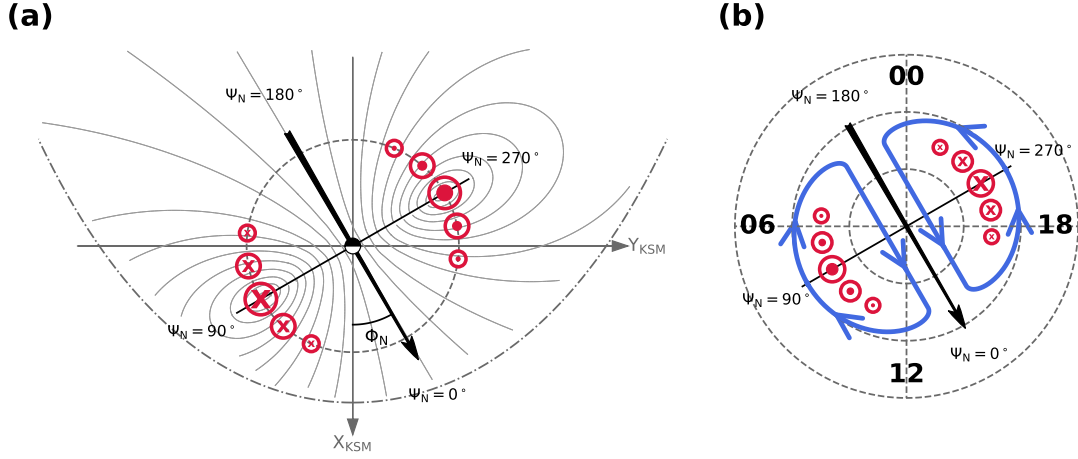 (a)
Ψ_N = 180°
Ψ_N = 270°
Y_KSM
Ψ_N = 90°
Φ_N
Ψ_N = 0°
X_KSM
(b)
00
Ψ_N = 180°
Ψ_N = 270°
06
18
Ψ_N = 90°
Ψ_N = 0°
12